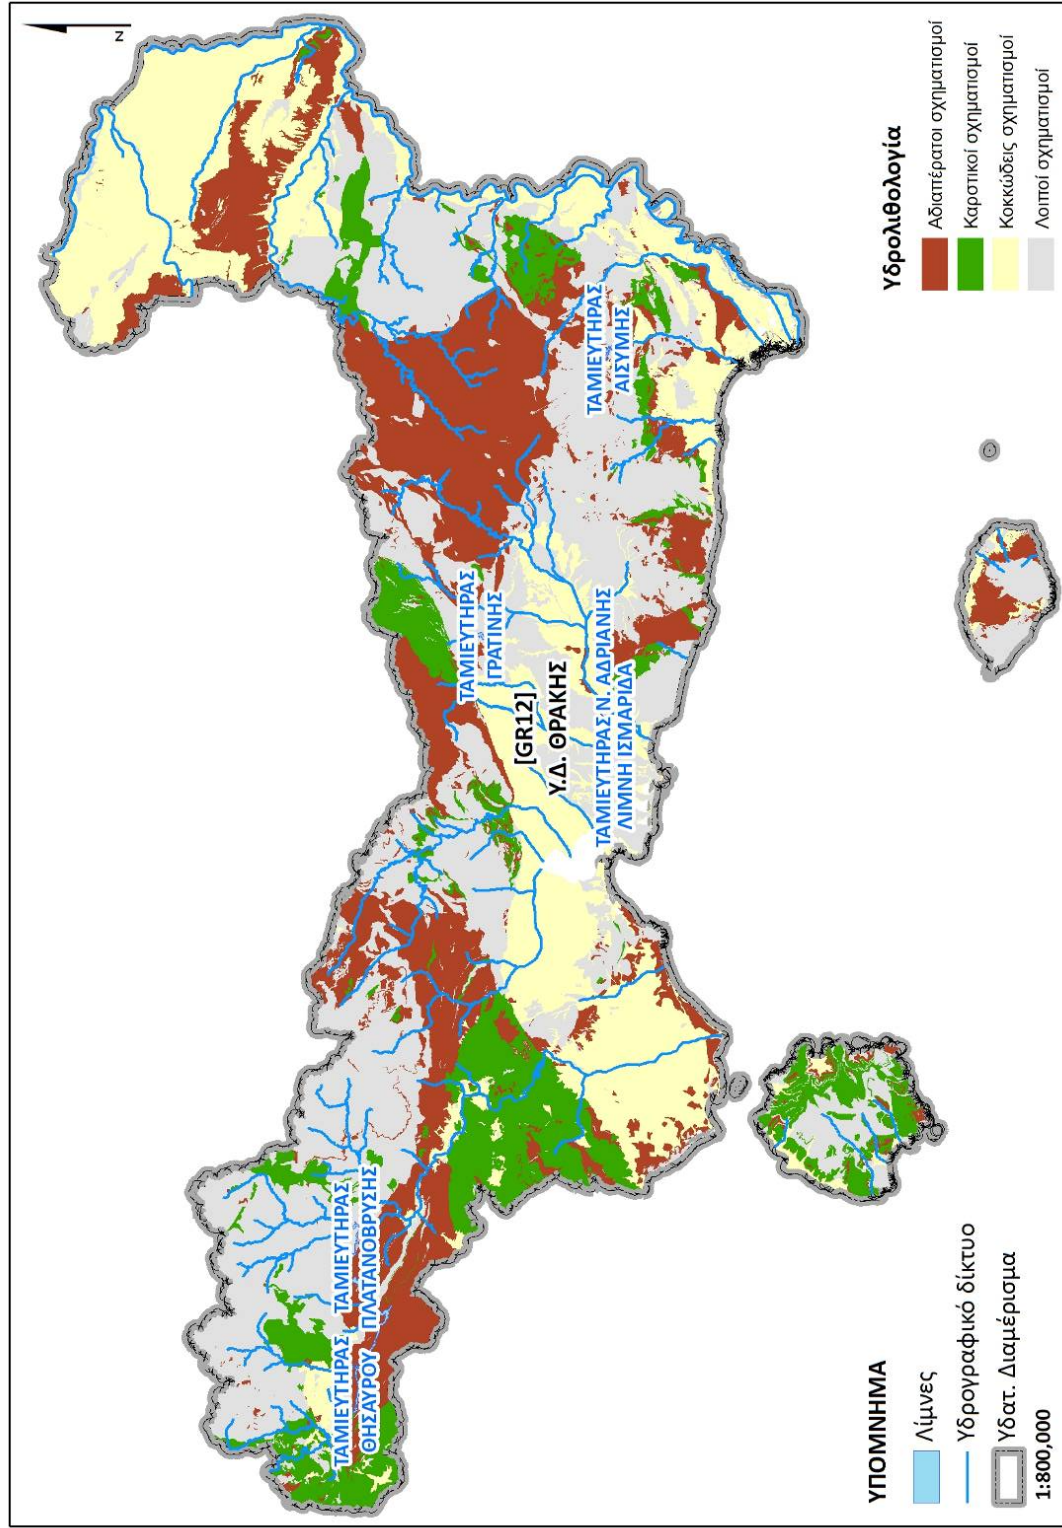 Z
ΤΑΜΙΕΥΤΗΡΑΣ
ΘΗΣΑΥΡΟΥ
ΤΑΜΙΕΥΤΗΡΑΣ
ΠΛΑΤΑΝΟΒΡΥΣΗΣ
ΤΑΜΙΕΥΤΗΡΑΣ
ΓΡΑΤΙΝΗΣ
[GR12]
Υ.Δ. ΘΡΑΚΗΣ
ΤΑΜΙΕΥΤΗΡΑΣ Ν. ΑΔΡΙΑΝΗΣ
ΛΙΜΝΗ ΙΣΜΑΡΙΔΑ
ΤΑΜΙΕΥΤΗΡΑΣ
ΑΙΣΥΜΗΣ
ΥΠΟΜΝΗΜΑ
Λίμνες
Υδρογραφικό δίκτυο
Υδατ. Διαμέρισμα
1:800,000
Υδρολιθολογία
Αδιαπέρατοι σχηματισμοί
Καρστικοί σχηματισμοί
Κοκκώδεις σχηματισμοί
Λοιποί σχηματισμοί